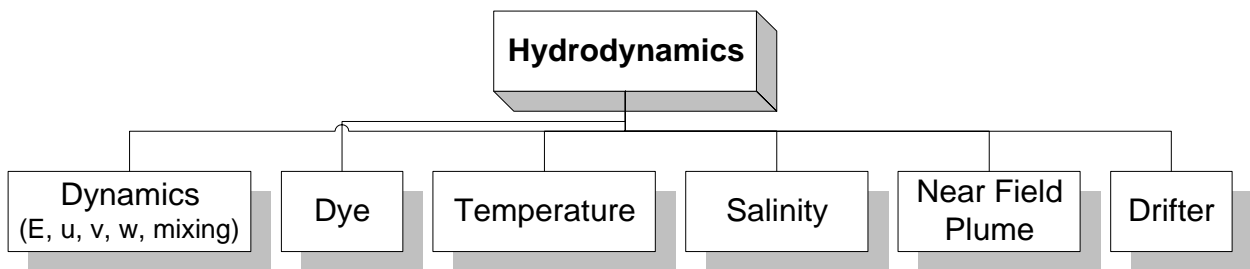 Hydrodynamics
Dynamics
(E, u, v, w, mixing)
Dye
Temperature
Salinity
Near Field
Plume
Drifter